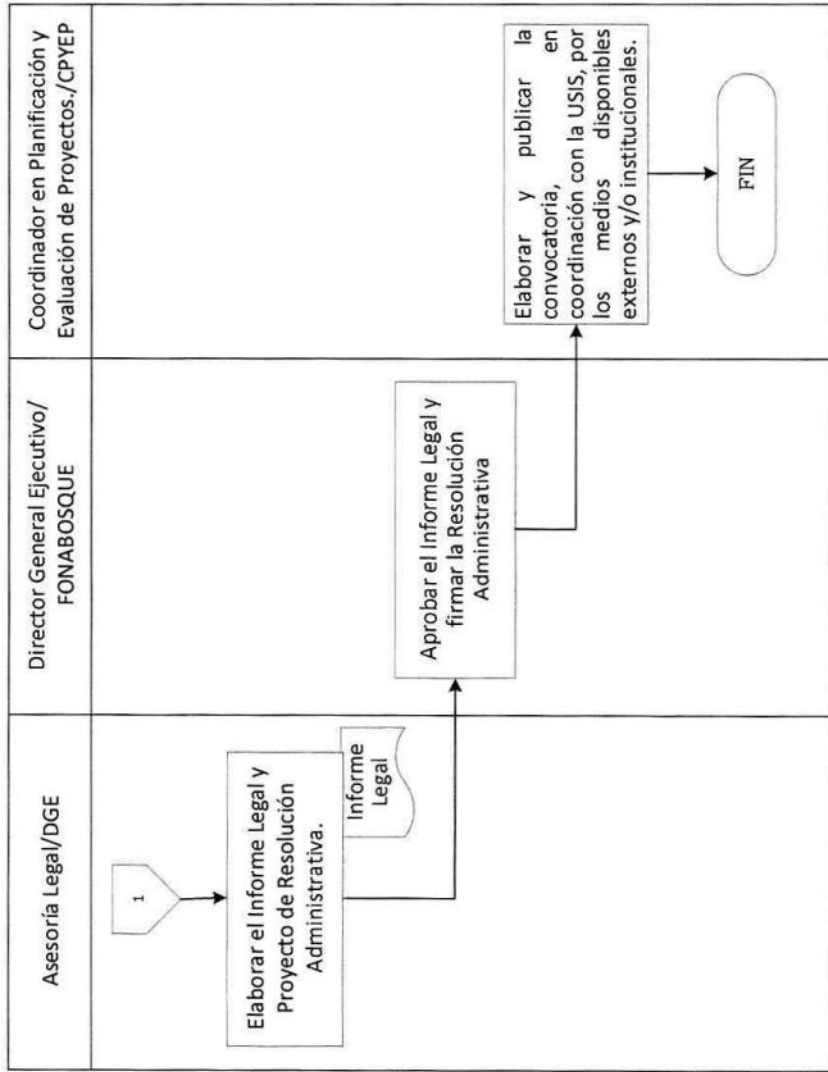 Asesoría Legal/DGE
Director General Ejecutivo/
FONABOSQUE
Coordinador en Planificación y
Evaluación de Proyectos./CPYEP
1
Elaborar el Informe Legal y
Proyecto de Resolución
Administrativa.
Informe
Legal
Aprobar el Informe Legal y
firmar la Resolución
Administrativa
Elaborar y publicar la
convocatoria, en
coordinación con la USIS, por
los medios disponibles
externos y/o institucionales.
FIN